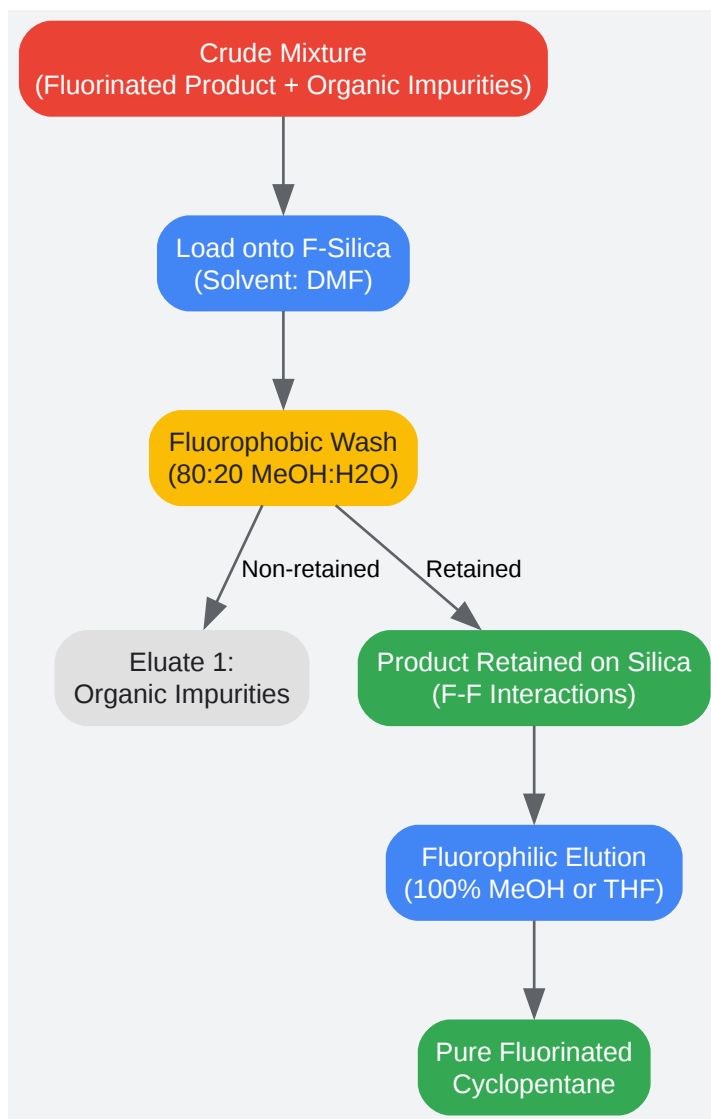 Crude Mixture
(Fluorinated Product + Organic Impurities)
Load onto F-Silica
(Solvent: DMF)
Fluorophobic Wash
(80:20 MeOH:H2O)
Non-retained
Retained
Eluate 1:
Organic Impurities
Product Retained on Silica
(F-F Interactions)
Fluorophilic Elution
(100% MeOH or THF)
Pure Fluorinated
Cyclopentane